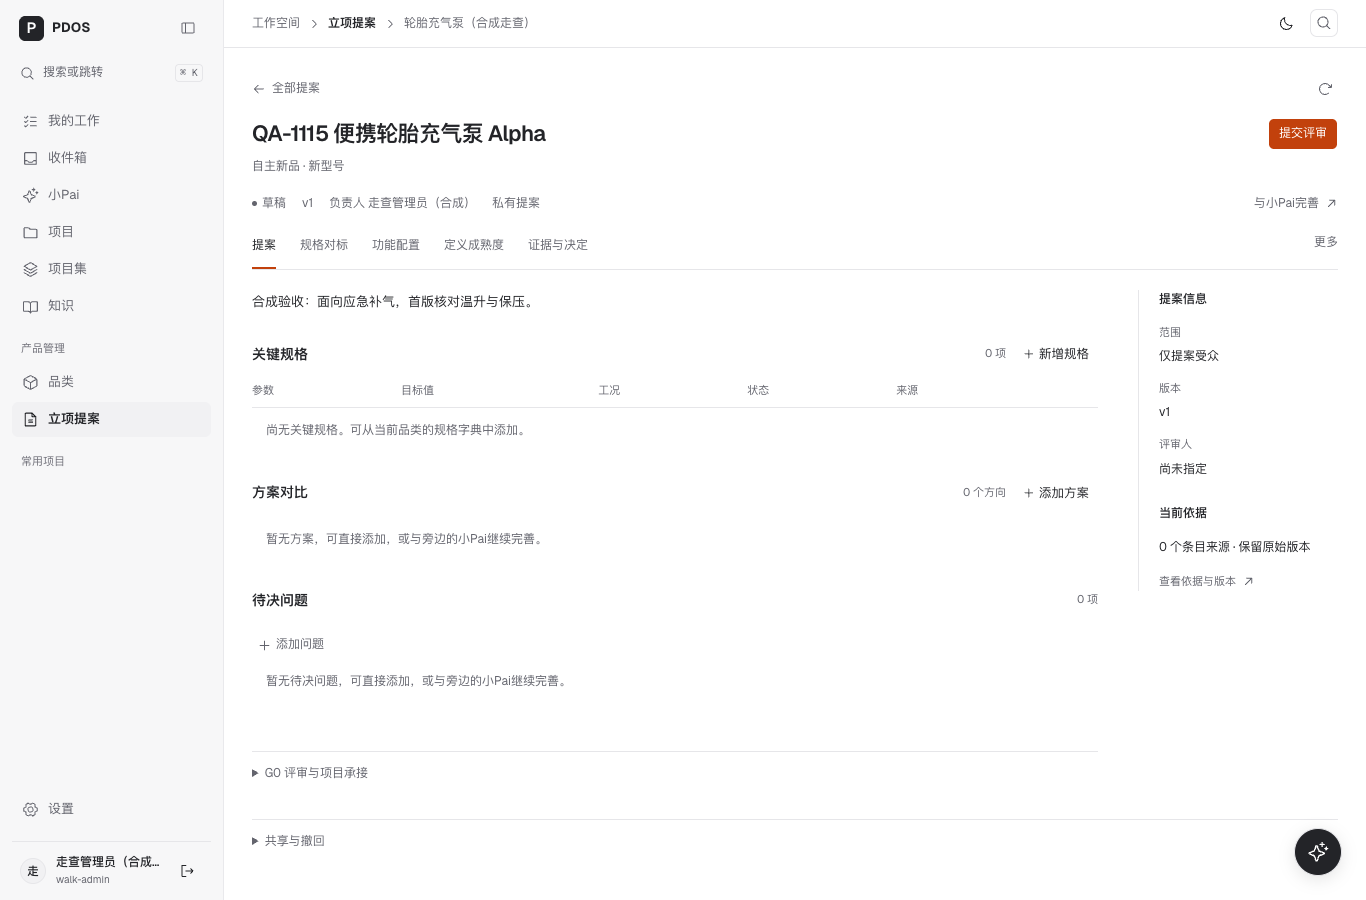 P PDOS
搜索或跳转 ⌘ K
我的工作
收件箱
小Pai
项目
项目集
知识
产品管理
品类
立项提案
常用项目
设置
走 走查管理员（合成...
walk-admin
工作空间 立项提案 轮胎充气泵（合成走查）
全部提案
QA-1115 便携轮胎充气泵 Alpha
提交评审
自主新品 · 新型号
草稿 v1 负责人 走查管理员（合成） 私有提案
与小Pai完善
提案 规格对标 功能配置 定义成熟度 证据与决定
更多
合成验收：面向应急补气，首版核对温升与保压。
关键规格
0 项 新增规格
参数 目标值 工况 状态 来源
尚无关键规格。可从当前品类的规格字典中添加。
方案对比
0 个方向 添加方案
暂无方案，可直接添加，或与旁边的小Pai继续完善。
待决问题
0 项
添加问题
暂无待决问题，可直接添加，或与旁边的小Pai继续完善。
G0 评审与项目承接
共享与撤回
提案信息
范围
仅提案受众
版本
v1
评审人
尚未指定
当前依据
0 个条目来源 · 保留原始版本
查看依据与版本